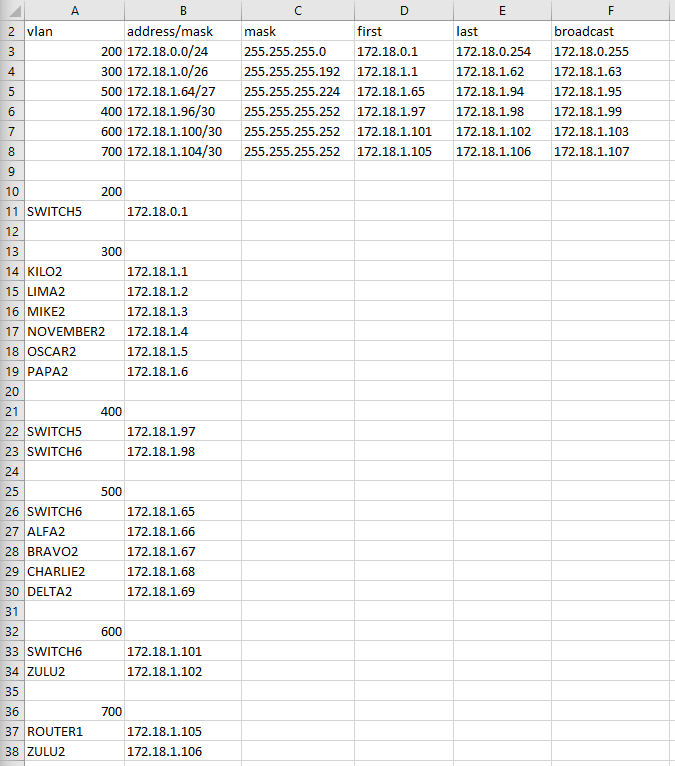 A B C D E F
2 vlan address/mask mask first last broadcast
3 200 172.18.0.0/24 255.255.255.0 172.18.0.1 172.18.0.254 172.18.0.255
4 300 172.18.1.0/26 255.255.255.192 172.18.1.1 172.18.1.62 172.18.1.63
5 500 172.18.1.64/27 255.255.255.224 172.18.1.65 172.18.1.94 172.18.1.95
6 400 172.18.1.96/30 255.255.255.252 172.18.1.97 172.18.1.98 172.18.1.99
7 600 172.18.1.100/30 255.255.255.252 172.18.1.101 172.18.1.102 172.18.1.103
8 700 172.18.1.104/30 255.255.255.252 172.18.1.105 172.18.1.106 172.18.1.107
9
10 200
11 SWITCH5 172.18.0.1
12
13 300
14 KILO2 172.18.1.1
15 LIMA2 172.18.1.2
16 MIKE2 172.18.1.3
17 NOVEMBER2 172.18.1.4
18 OSCAR2 172.18.1.5
19 PAPA2 172.18.1.6
20
21 400
22 SWITCH5 172.18.1.97
23 SWITCH6 172.18.1.98
24
25 500
26 SWITCH6 172.18.1.65
27 ALFA2 172.18.1.66
28 BRAVO2 172.18.1.67
29 CHARLIE2 172.18.1.68
30 DELTA2 172.18.1.69
31
32 600
33 SWITCH6 172.18.1.101
34 ZULU2 172.18.1.102
35
36 700
37 ROUTER1 172.18.1.105
38 ZULU2 172.18.1.106